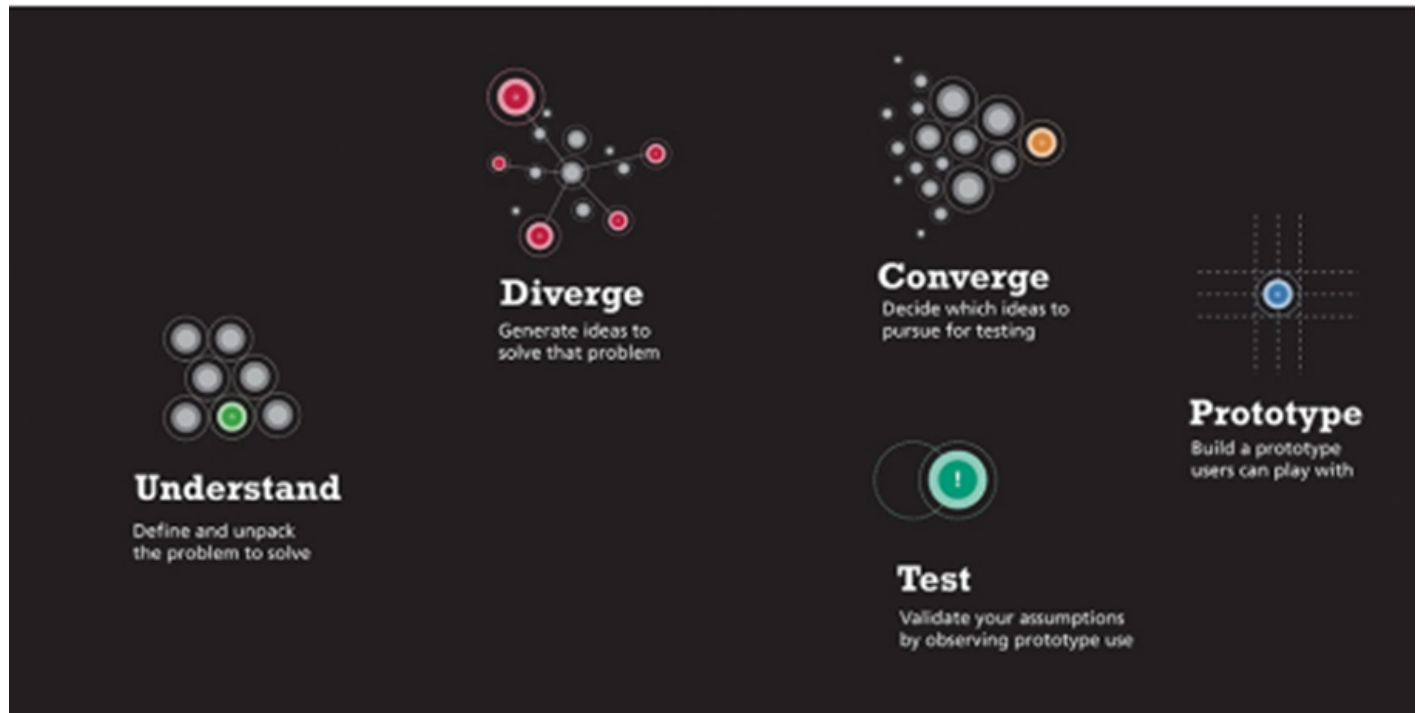 Understand
Define and unpack
the problem to solve
Diverge
Generate ideas to
solve that problem
Converge
Decide which ideas to
pursue for testing
Prototype
Build a prototype
users can play with
Test
!
Validate your assumptions
by observing prototype use